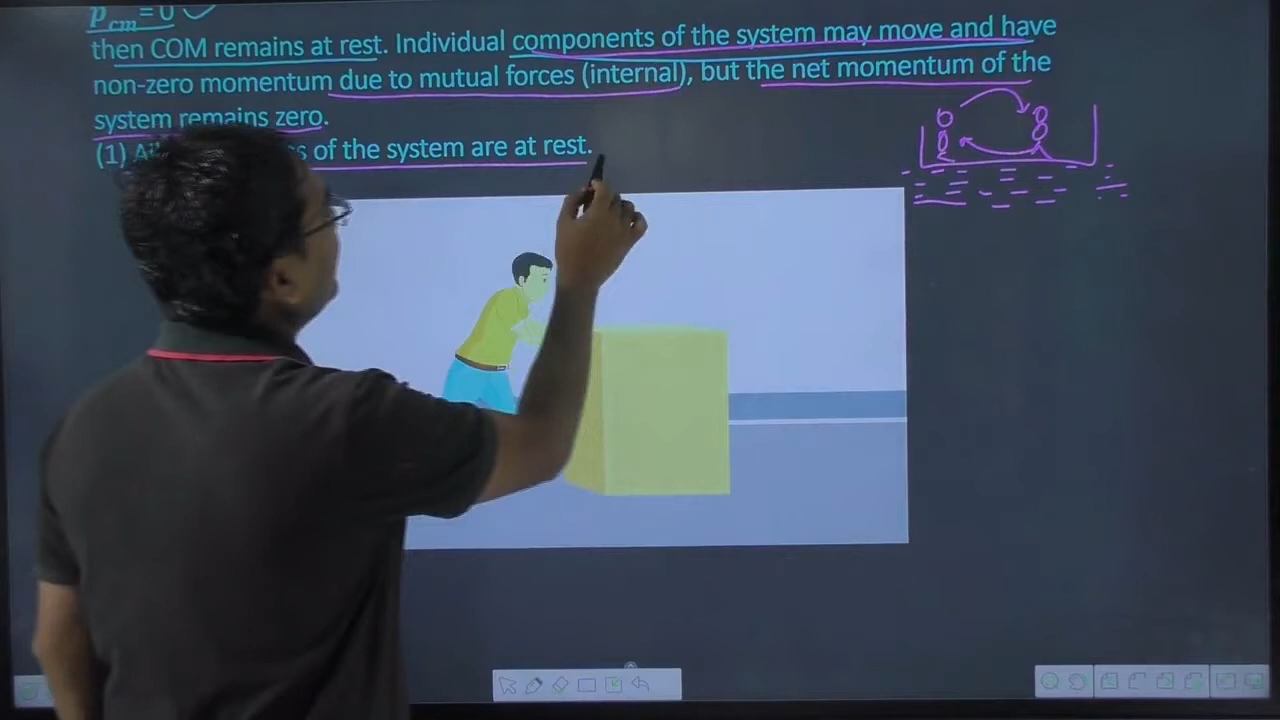 p_cm = 0
then COM remains at rest. Individual components of the system may move and have
non-zero momentum due to mutual forces (internal), but the net momentum of the
system remains zero.
(1) of the system are at rest.